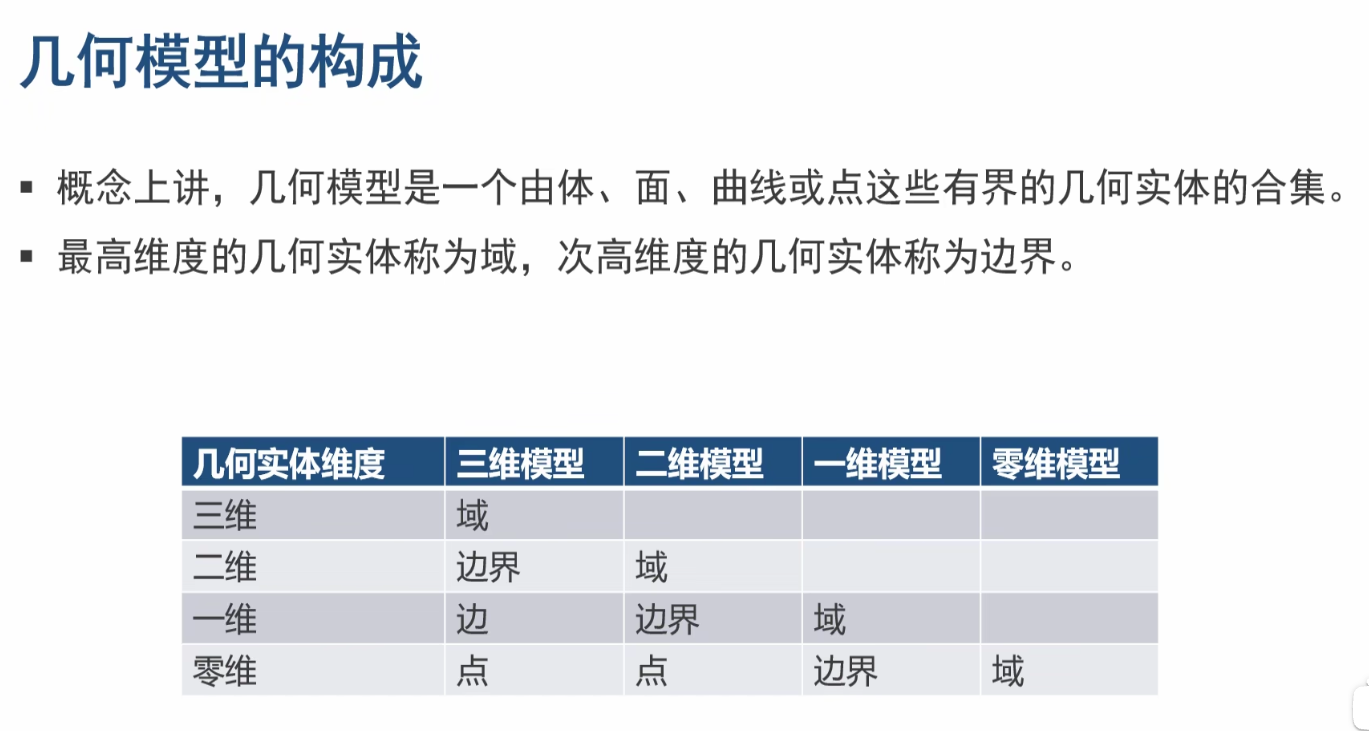 几何模型的构成
▪ 概念上讲，几何模型是一个由体、面、曲线或点这些有界的几何实体的合集。
▪ 最高维度的几何实体称为域，次高维度的几何实体称为边界。
几何实体维度 三维模型 二维模型 一维模型 零维模型
三维 域
二维 边界 域
一维 边 边界 域
零维 点 点 边界 域